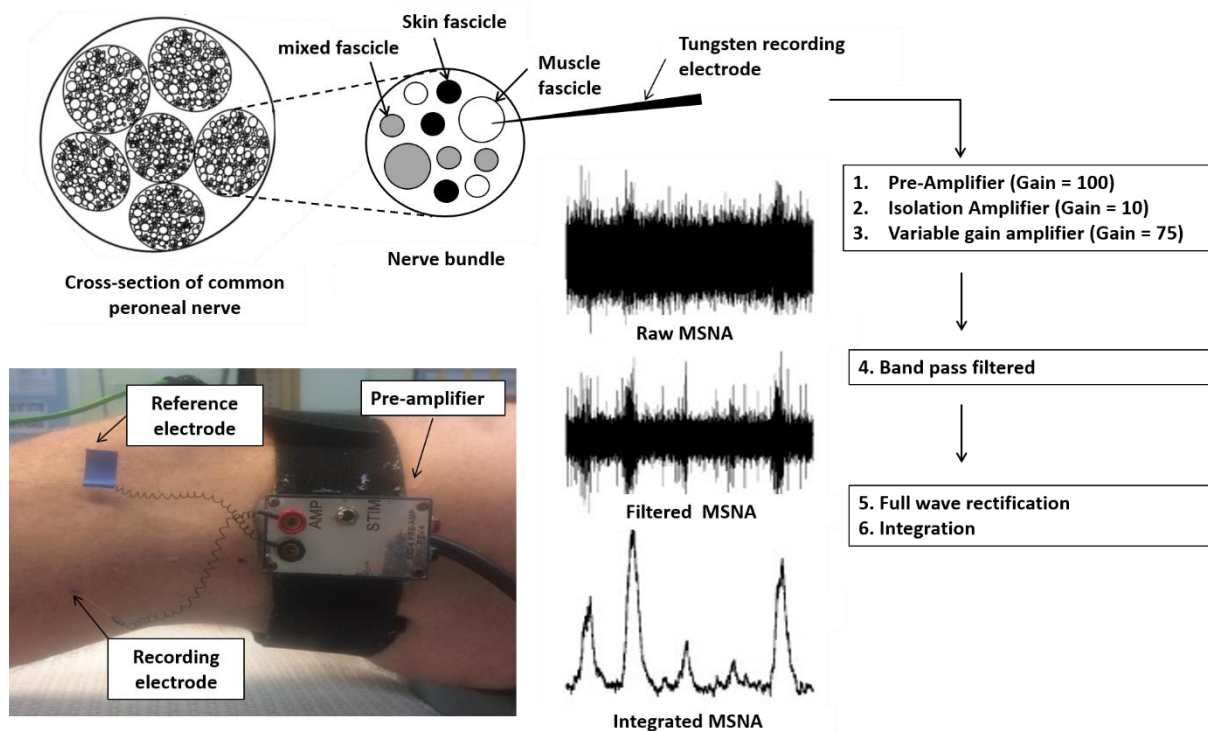 Skin fascicle
mixed fascicle
Muscle
fascicle
Tungsten recording
electrode
Cross-section of common
peroneal nerve
Nerve bundle
1. Pre-Amplifier (Gain = 100)
2. Isolation Amplifier (Gain = 10)
3. Variable gain amplifier (Gain = 75)
Raw MSNA
4. Band pass filtered
Filtered MSNA
5. Full wave rectification
6. Integration
Integrated MSNA
Reference
electrode
Pre-amplifier
AMP
STIM
Recording
electrode